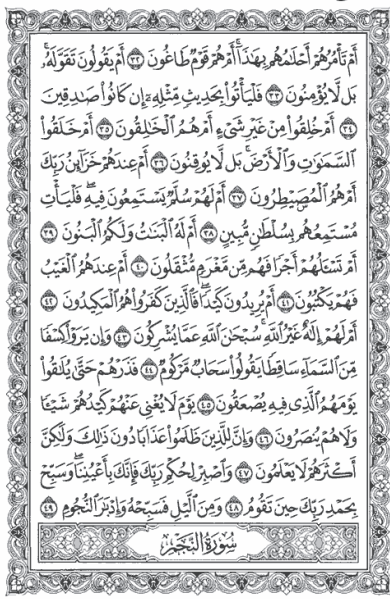 أَمْ تَأْمُرُهُمْ أَحْلَٰمُهُم بِهَٰذَآ ۚ أَمْ هُمْ قَوْمٌ طَاغُونَ ٣٢ أَمْ يَقُولُونَ تَقَوَّلَهُۥ ۚ
بَل لَّا يُؤْمِنُونَ ٣٣ فَلْيَأْتُوا۟ بِحَدِيثٍ مِّثْلِهِۦٓ إِن كَانُوا۟ صَٰدِقِينَ
٣٤ أَمْ خُلِقُوا۟ مِنْ غَيْرِ شَىْءٍ أَمْ هُمُ ٱلْخَٰلِقُونَ ٣٥ أَمْ خَلَقُوا۟
ٱلسَّمَٰوَٰتِ وَٱلْأَرْضَ ۚ بَل لَّا يُوقِنُونَ ٣٦ أَمْ عِندَهُمْ خَزَآئِنُ رَبِّكَ
أَمْ هُمُ ٱلْمُصَۣيْطِرُونَ ٣٧ أَمْ لَهُمْ سُلَّمٌ يَسْتَمِعُونَ فِيهِ ۖ فَلْيَأْتِ
مُسْتَمِعُهُم بِسُلْطَٰنٍ مُّبِينٍ ٣٨ أَمْ لَهُ ٱلْبَنَٰتُ وَلَكُمُ ٱلْبَنُونَ ٣٩
أَمْ تَسْـَٔلُهُمْ أَجْرًا فَهُم مِّن مَّغْرَمٍ مُّثْقَلُونَ ٤٠ أَمْ عِندَهُمُ ٱلْغَيْبُ
فَهُمْ يَكْتُبُونَ ٤١ أَمْ يُرِيدُونَ كَيْدًا ۖ فَٱلَّذِينَ كَفَرُوا۟ هُمُ ٱلْمَكِيدُونَ ٤٢
أَمْ لَهُمْ إِلَٰهٌ غَيْرُ ٱللَّهِ ۚ سُبْحَٰنَ ٱللَّهِ عَمَّا يُشْرِكُونَ ٤٣ وَإِن يَرَوْا۟ كِسْفًا
مِّنَ ٱلسَّمَآءِ سَاقِطًا يَقُولُوا۟ سَحَابٌ مَّرْكُومٌ ٤٤ فَذَرْهُمْ حَتَّىٰ يُلَٰقُوا۟
يَوْمَهُمُ ٱلَّذِى فِيهِ يُصْعَقُونَ ٤٥ يَوْمَ لَا يُغْنِى عَنْهُمْ كَيْدُهُمْ شَيْـًٔا
وَلَا هُمْ يُنصَرُونَ ٤٦ وَإِنَّ لِلَّذِينَ ظَلَمُوا۟ عَذَابًا دُونَ ذَٰلِكَ وَلَٰكِنَّ
أَكْثَرَهُمْ لَا يَعْلَمُونَ ٤٧ وَٱصْبِرْ لِحُكْمِ رَبِّكَ فَإِنَّكَ بِأَعْيُنِنَا ۖ وَسَبِّحْ
بِحَمْدِ رَبِّكَ حِينَ تَقُومُ ٤٨ وَمِنَ ٱلَّيْلِ فَسَبِّحْهُ وَإِدْبَٰرَ ٱلنُّجُومِ ٤٩
سُورَةُ النَّجْمِ